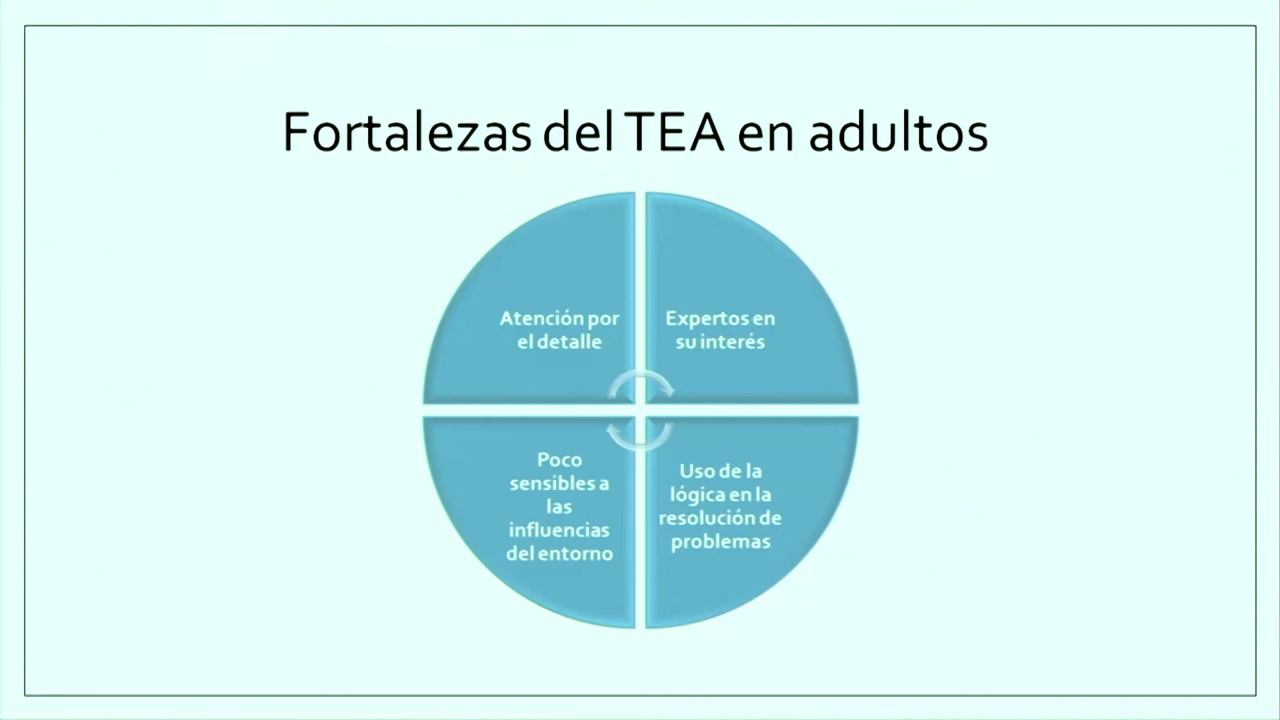 Fortalezas del TEA en adultos
Atención por
el detalle
Expertos en
su interés
Poco
sensibles a
las
influencias
del entorno
Uso de la
lógica en la
resolución de
problemas